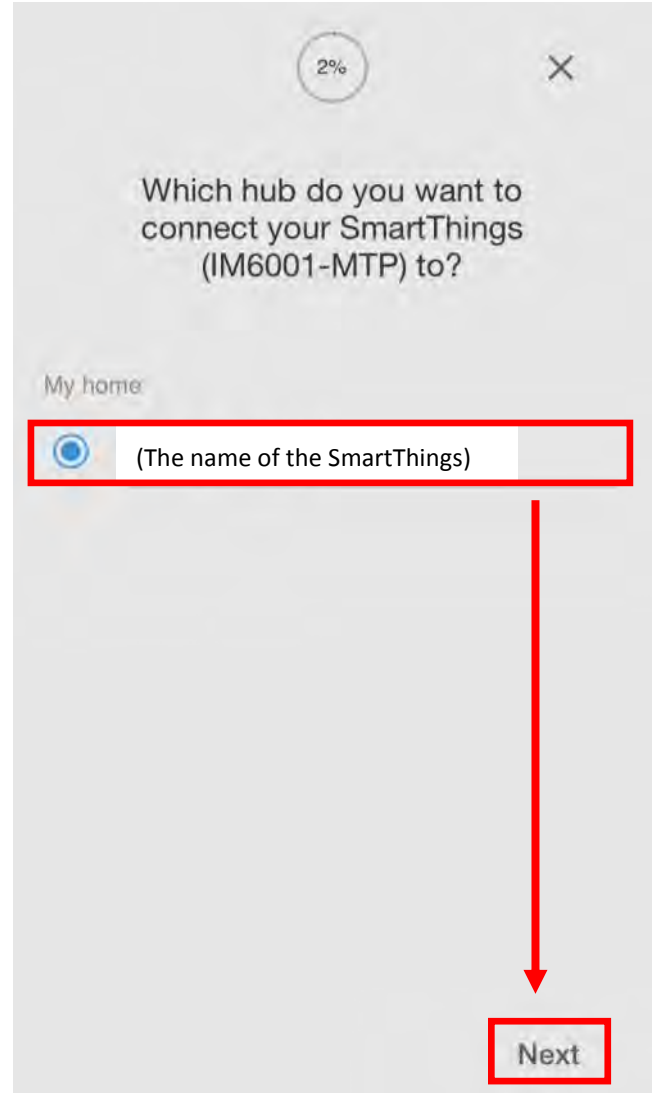 2%
Which hub do you want to
connect your SmartThings
(IM6001-MTP) to?
My home
(The name of the SmartThings)
Next